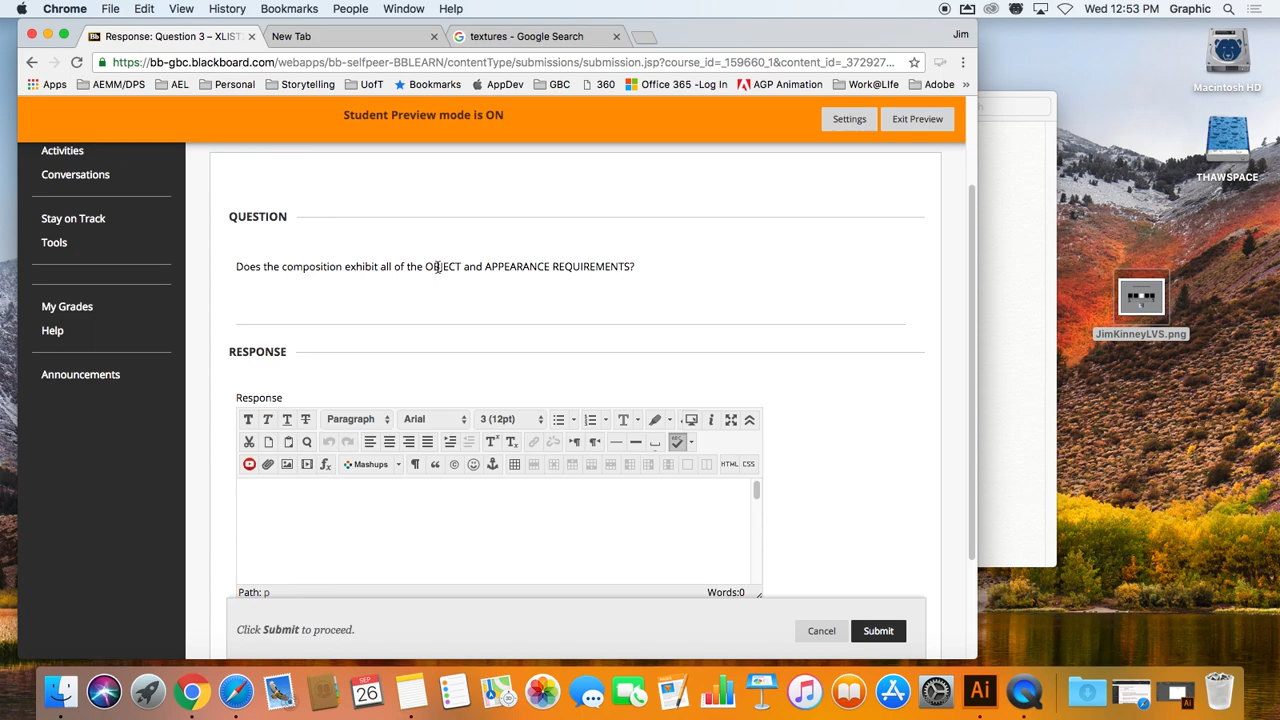 Chrome File Edit View History Bookmarks People Window Help Wed 12:53 PM Graphic
Response: Question 3 – XLIST: New Tab textures - Google Search Jim
https://bb-gbc.blackboard.com/webapps/bb-selfpeer-BBLEARN/contentTypeSubmissions/submission.jsp?course_id=_159660_1&content_id=_372927...
Apps AEMM/DPS AEL Personal Storytelling UofT Bookmarks AppDev GBC 360 Office 365 -Log In AGP Animation Work@LIfe Adobe »
Student Preview mode is ON Settings Exit Preview
Activities
Conversations
Stay on Track
Tools
My Grades
Help
Announcements
QUESTION
Does the composition exhibit all of the OBJECT and APPEARANCE REQUIREMENTS?
RESPONSE
Response
T T T T Paragraph Arial 3 (12pt)
Mashups HTML CSS
Path: p Words:0
Click Submit to proceed. Cancel Submit
Macintosh HD
THAWSPACE
JimKinneyLVS.png
SEP
26
Ai